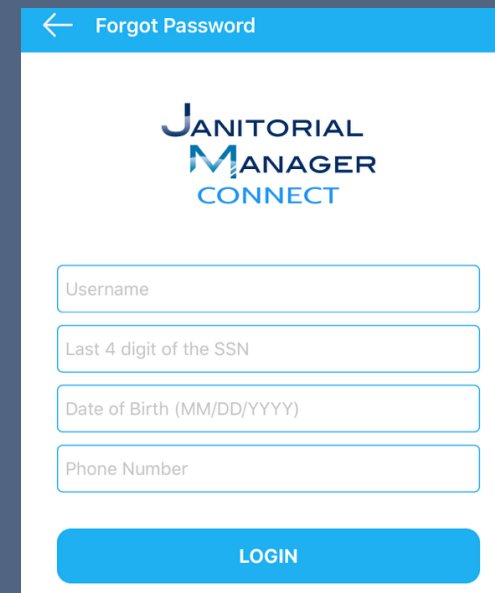 Forgot Password
JANITORIAL
MANAGER
CONNECT
Username
Last 4 digit of the SSN
Date of Birth (MM/DD/YYYY)
Phone Number
LOGIN